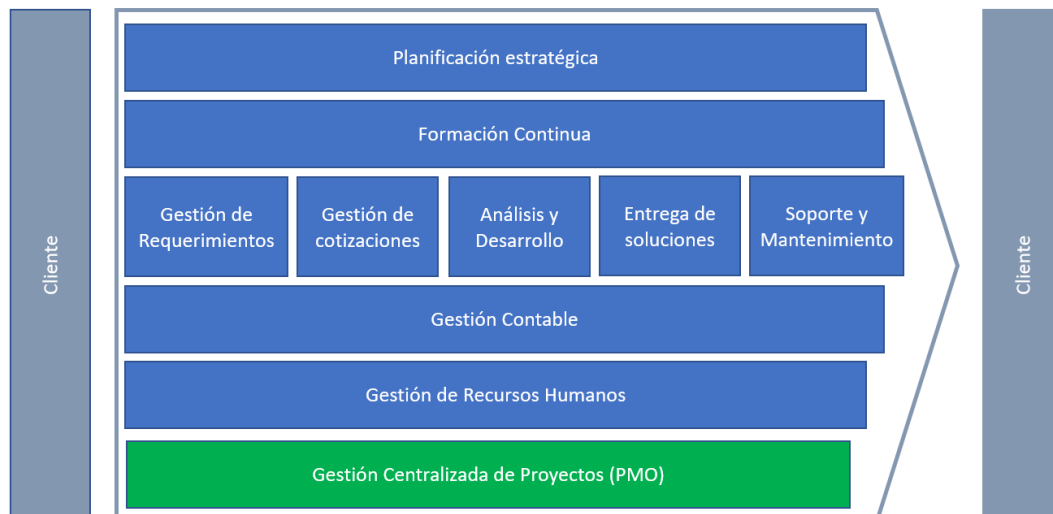 Cliente
Planificación estratégica
Formación Continua
Gestión de
Requerimientos
Gestión de
cotizaciones
Análisis y
Desarrollo
Entrega de
soluciones
Soporte y
Mantenimiento
Gestión Contable
Gestión de Recursos Humanos
Gestión Centralizada de Proyectos (PMO)
Cliente